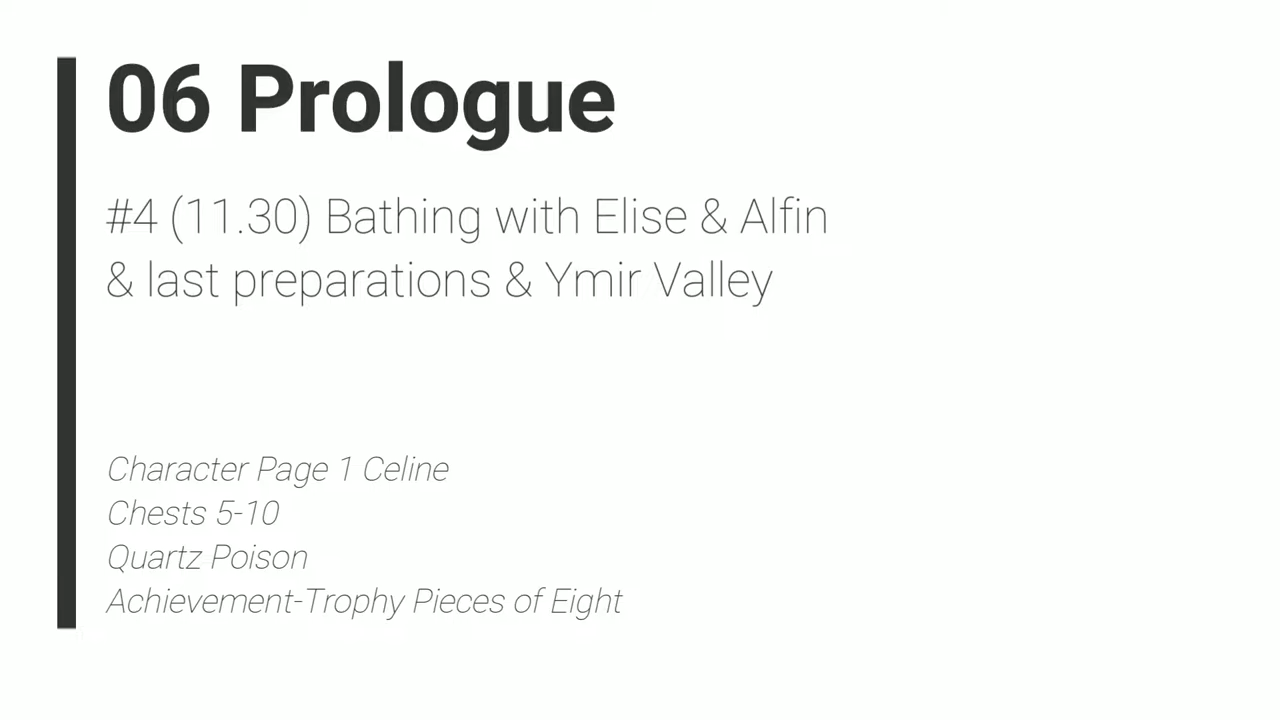 06 Prologue
#4 (11.30) Bathing with Elise & Alfin
& last preparations & Ymir Valley
Character Page 1 Celine
Chests 5-10
Quartz Poison
Achievement-Trophy Pieces of Eight